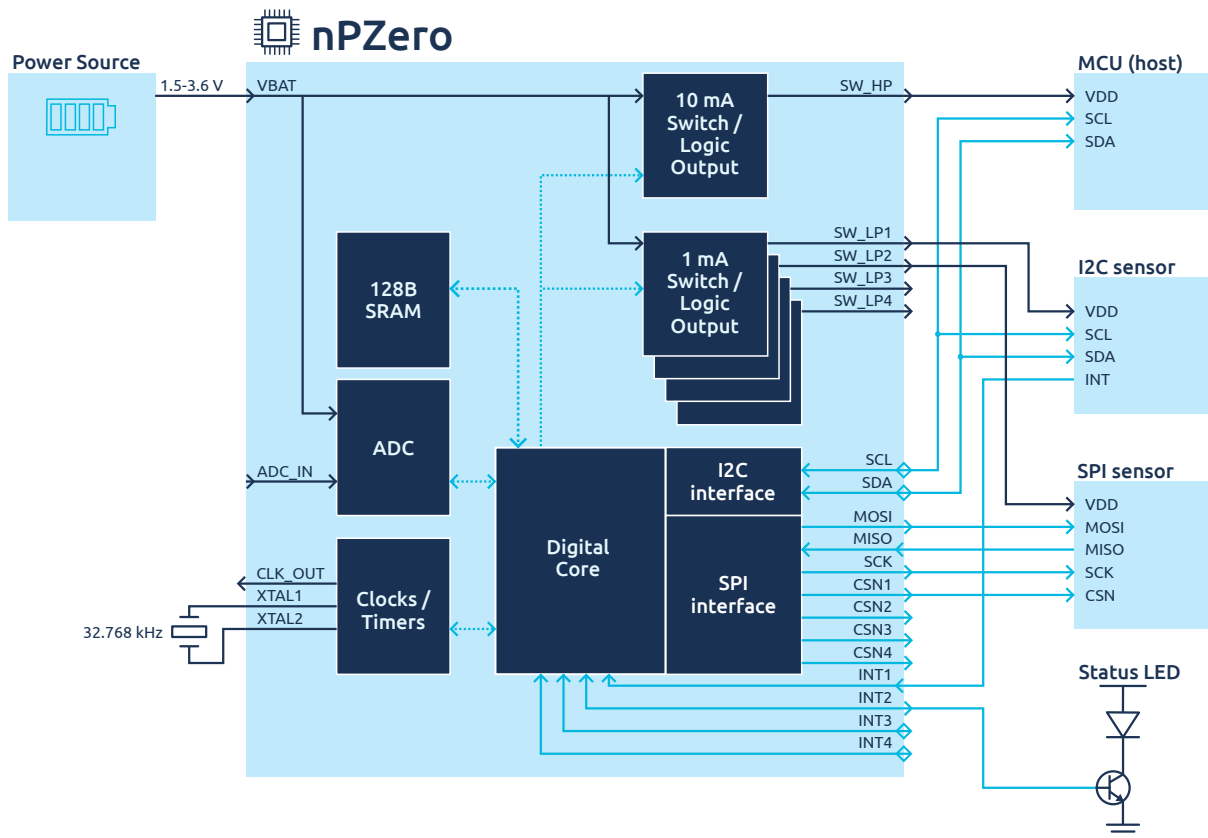 nPZero
Power Source
1.5-3.6 V
VBAT
10 mA
Switch /
Logic
Output
SW_HP
MCU (host)
VDD
SCL
SDA
128B
SRAM
1 mA
Switch /
Logic
Output
SW_LP1
SW_LP2
SW_LP3
SW_LP4
I2C sensor
VDD
SCL
SDA
INT
ADC
ADC_IN
Digital
Core
I2C
interface
SPI
interface
SCL
SDA
MOSI
MISO
SCK
CSN1
CSN2
CSN3
CSN4
INT1
INT2
INT3
INT4
SPI sensor
VDD
MOSI
MISO
SCK
CSN
CLK_OUT
XTAL1
XTAL2
32.768 kHz
Clocks /
Timers
Status LED